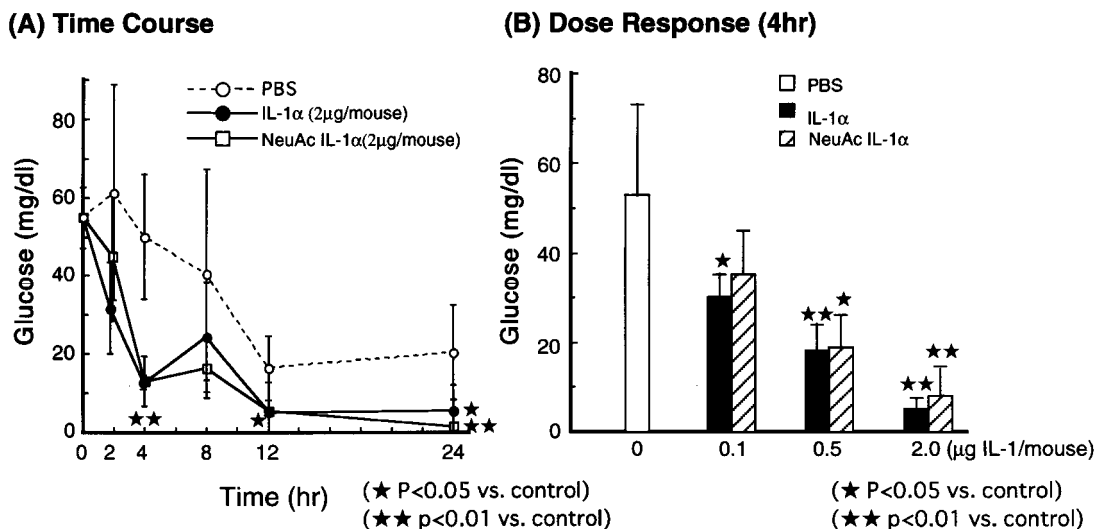 (A) Time Course
PBS
IL-1α (2μg/mouse)
NeuAc IL-1α(2μg/mouse)
Glucose (mg/dl)
80
60
40
20
0
★★
★
★
★★
0 2 4 8 12 24
Time (hr)
(★ P<0.05 vs. control)
(★★ p<0.01 vs. control)
(B) Dose Response (4hr)
PBS
IL-1α
NeuAc IL-1α
Glucose (mg/dl)
80
60
40
20
0
★
★★
★
★★
★★
0 0.1 0.5 2.0 (μg IL-1/mouse)
(★ P<0.05 vs. control)
(★★ p<0.01 vs. control)